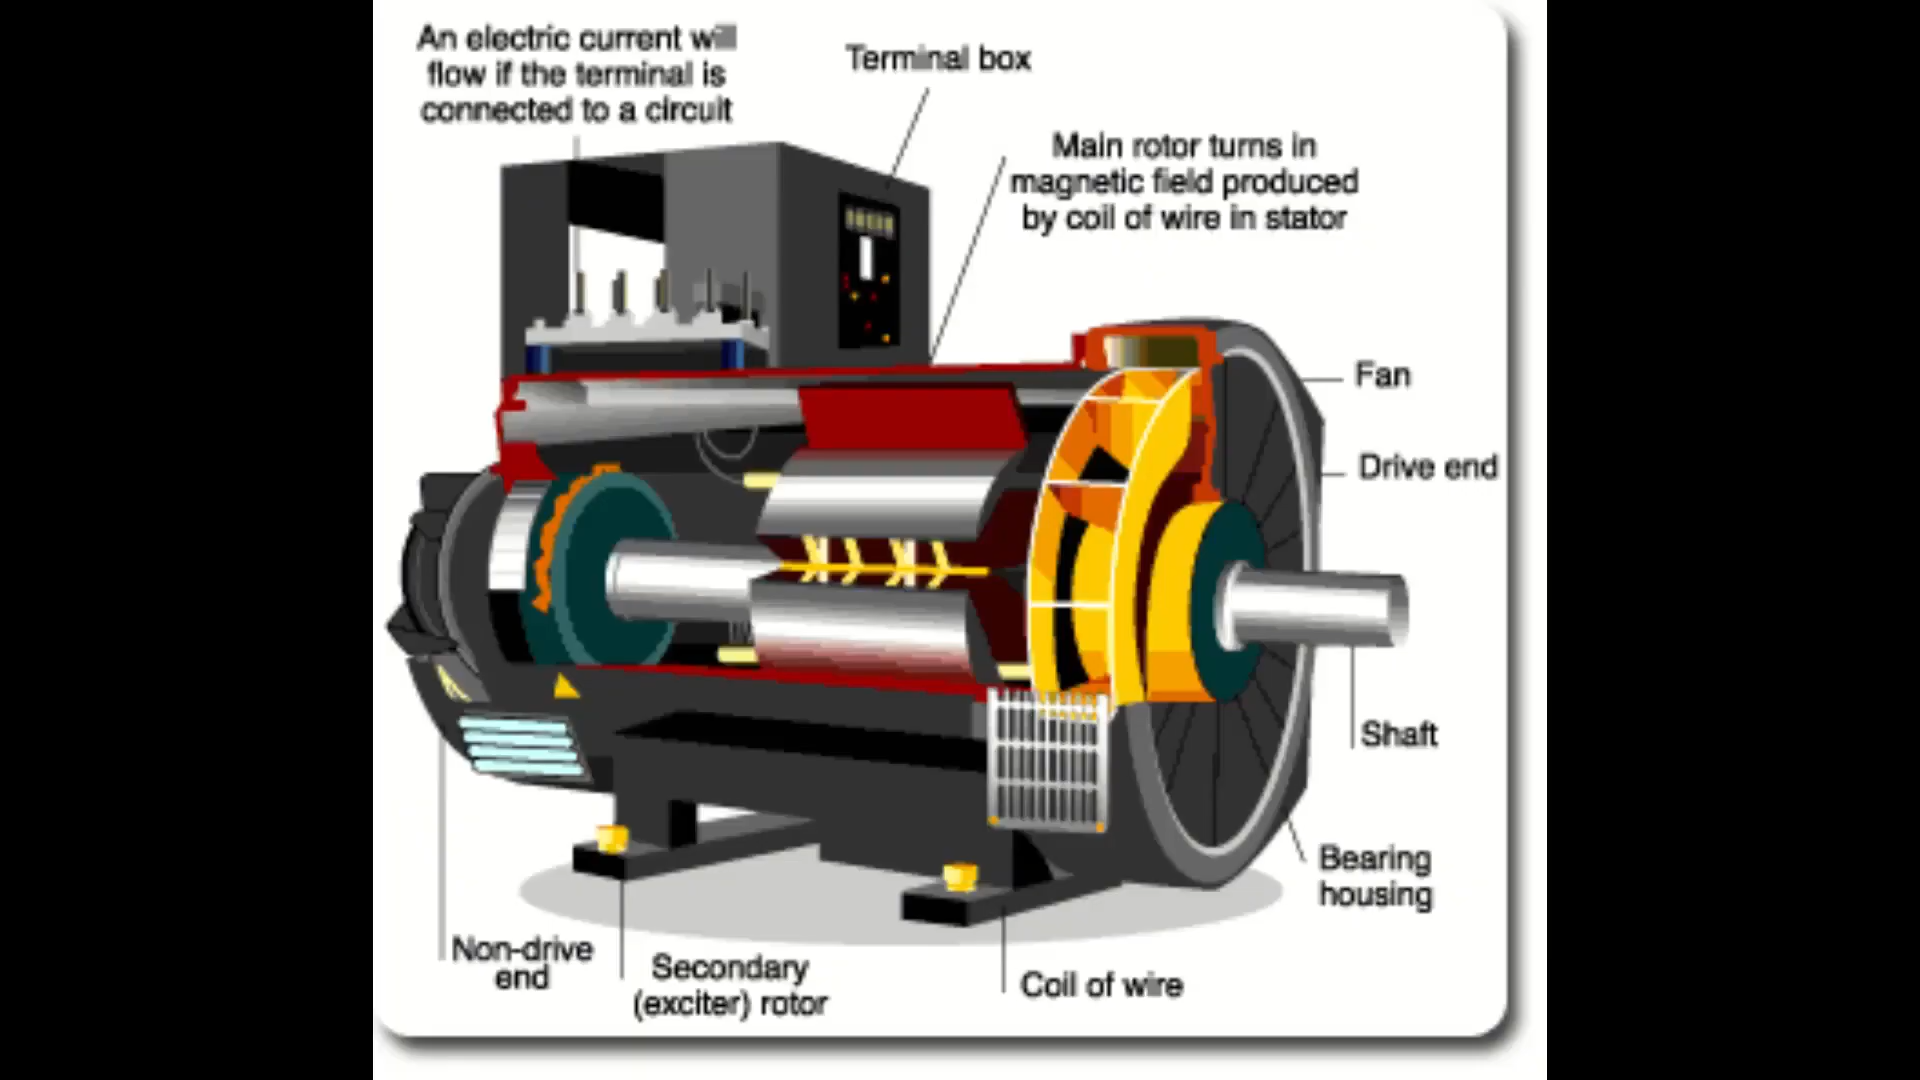 An electric current will
flow if the terminal is
connected to a circuit
Terminal box
Main rotor turns in
magnetic field produced
by coil of wire in stator
Fan
Drive end
Shaft
Bearing
housing
Non-drive
end
Secondary
(exciter) rotor
Coil of wire